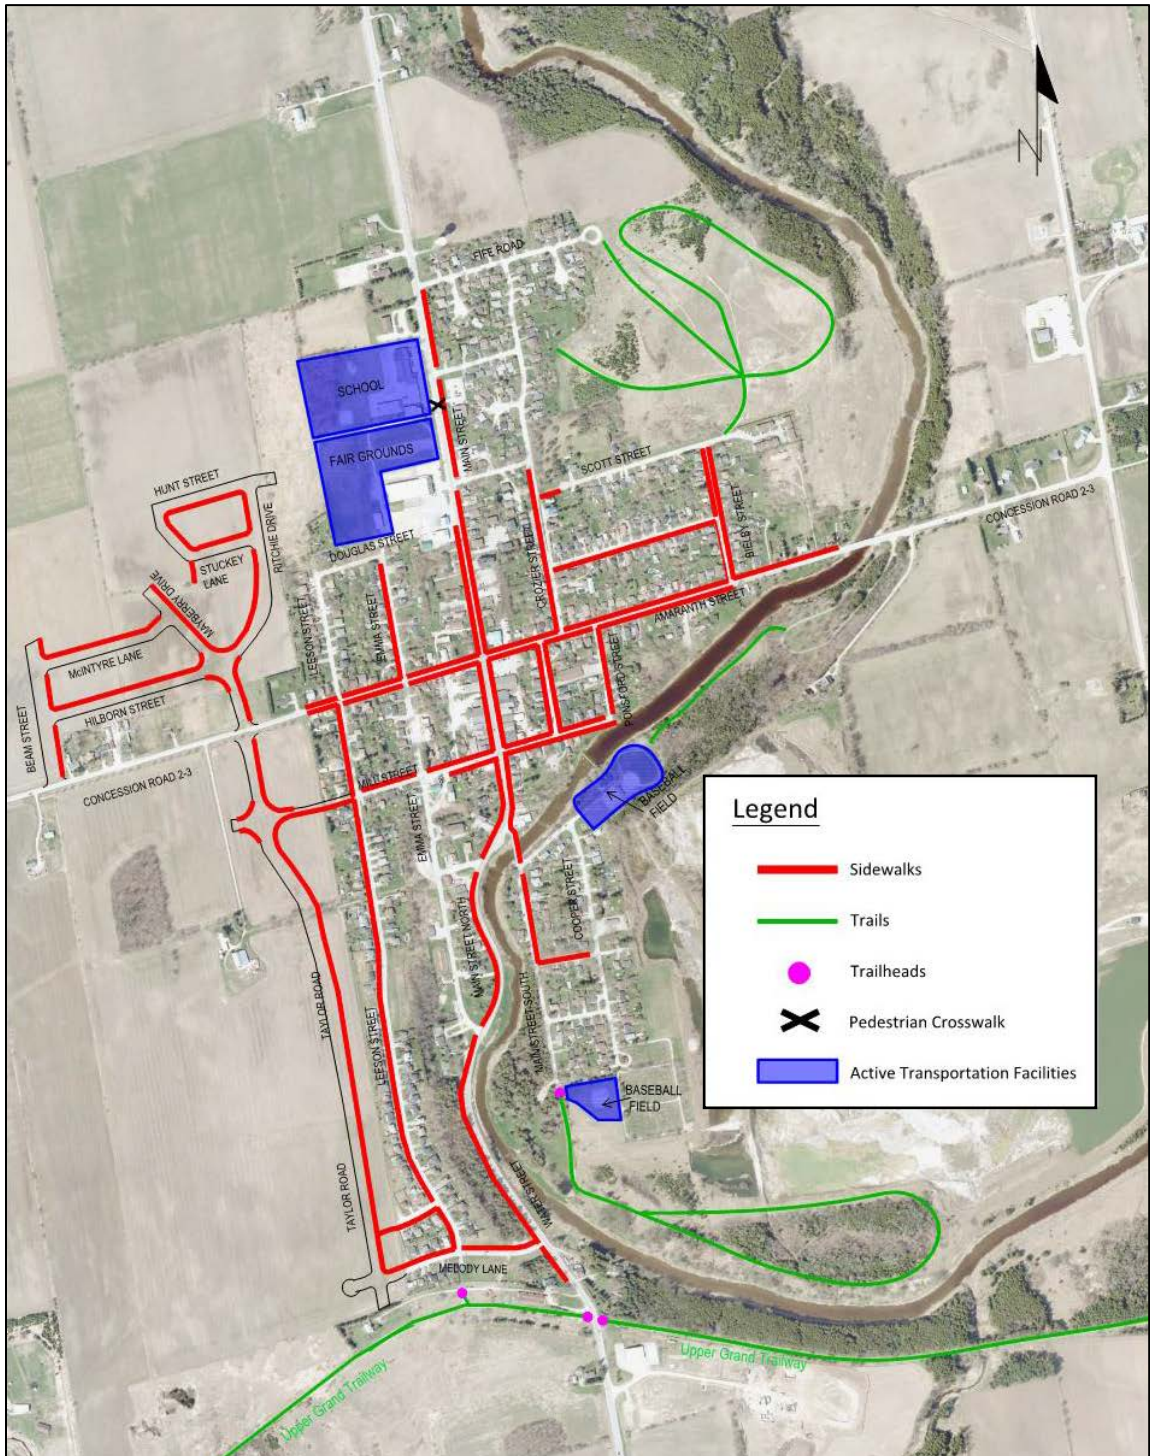 N
FIFE ROAD
SCHOOL
MAIN STREET
FAIR GROUNDS
SCOTT STREET
HUNT STREET
RITCHIE DRIVE
CONCESSION ROAD 2-3
BIELBY STREET
DOUGLAS STREET
CROZIER STREET
STUCKEY
LANE
MAYBERRY DRIVE
LEESON STREET
EMMA STREET
AMARANTH STREET
McINTYRE LANE
PONSFORD STREET
HILBORN STREET
BEAM STREET
CONCESSION ROAD 2-3
MILL STREET
BASEBALL
FIELD
EMMA STREET
COOPER STREET
MAIN STREET NORTH
TAYLOR ROAD
LEESON STREET
MAIN STREET SOUTH
BASEBALL
FIELD
TAYLOR ROAD
WATER STREET
MELODY LANE
Upper Grand Trailway
Upper Grand Trailway
Legend
Sidewalks
Trails
Trailheads
Pedestrian Crosswalk
Active Transportation Facilities